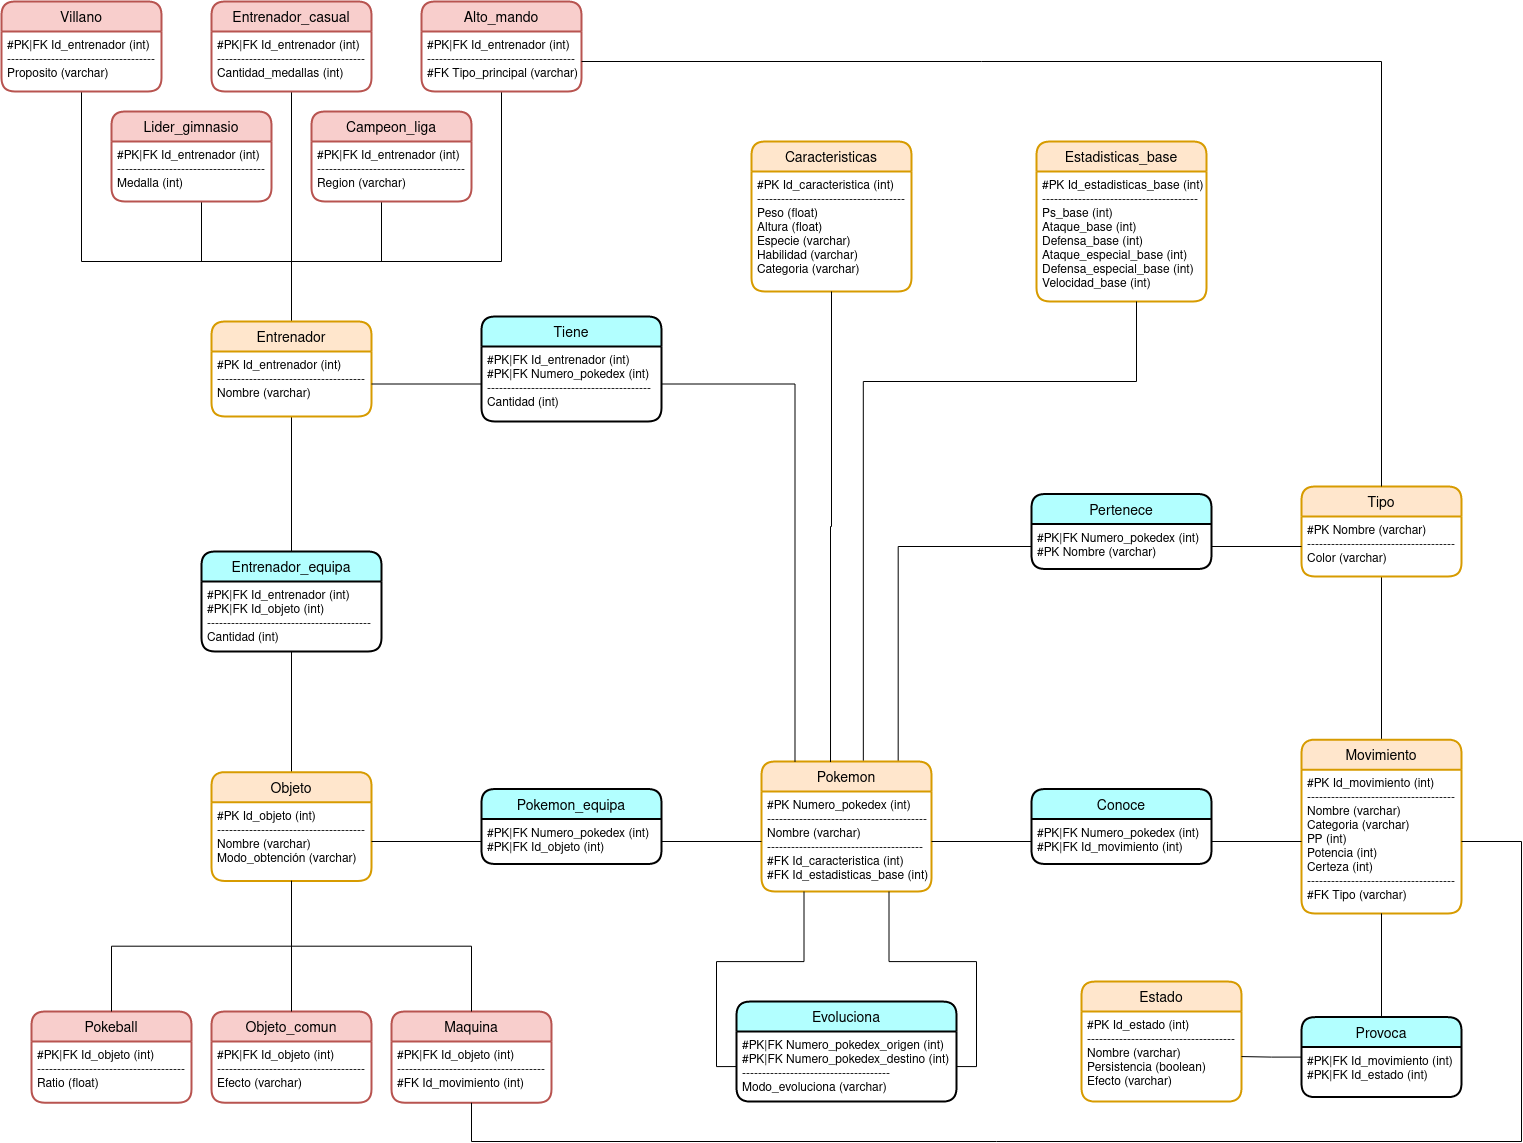 Villano
#PK|FK Id_entrenador (int)
Proposito (varchar)
Entrenador_casual
#PK|FK Id_entrenador (int)
Cantidad_medallas (int)
Alto_mando
#PK|FK Id_entrenador (int)
#FK Tipo_principal (varchar)
Lider_gimnasio
#PK|FK Id_entrenador (int)
Medalla (int)
Campeon_liga
#PK|FK Id_entrenador (int)
Region (varchar)
Caracteristicas
#PK Id_caracteristica (int)
Peso (float)
Altura (float)
Especie (varchar)
Habilidad (varchar)
Categoria (varchar)
Estadisticas_base
#PK Id_estadisticas_base (int)
Ps_base (int)
Ataque_base (int)
Defensa_base (int)
Ataque_especial_base (int)
Defensa_especial_base (int)
Velocidad_base (int)
Entrenador
#PK Id_entrenador (int)
Nombre (varchar)
Tiene
#PK|FK Id_entrenador (int)
#PK|FK Numero_pokedex (int)
Cantidad (int)
Pertenece
#PK|FK Numero_pokedex (int)
#PK Nombre (varchar)
Tipo
#PK Nombre (varchar)
Color (varchar)
Entrenador_equipa
#PK|FK Id_entrenador (int)
#PK|FK Id_objeto (int)
Cantidad (int)
Objeto
#PK Id_objeto (int)
Nombre (varchar)
Modo_obtención (varchar)
Pokemon_equipa
#PK|FK Numero_pokedex (int)
#PK|FK Id_objeto (int)
Pokemon
#PK Numero_pokedex (int)
Nombre (varchar)
#FK Id_caracteristica (int)
#FK Id_estadisticas_base (int)
Conoce
#PK|FK Numero_pokedex (int)
#PK|FK Id_movimiento (int)
Movimiento
#PK Id_movimiento (int)
Nombre (varchar)
Categoria (varchar)
PP (int)
Potencia (int)
Certeza (int)
#FK Tipo (varchar)
Pokeball
#PK|FK Id_objeto (int)
Ratio (float)
Objeto_comun
#PK|FK Id_objeto (int)
Efecto (varchar)
Maquina
#PK|FK Id_objeto (int)
#FK Id_movimiento (int)
Evoluciona
#PK|FK Numero_pokedex_origen (int)
#PK|FK Numero_pokedex_destino (int)
Modo_evoluciona (varchar)
Estado
#PK Id_estado (int)
Nombre (varchar)
Persistencia (boolean)
Efecto (varchar)
Provoca
#PK|FK Id_movimiento (int)
#PK|FK Id_estado (int)